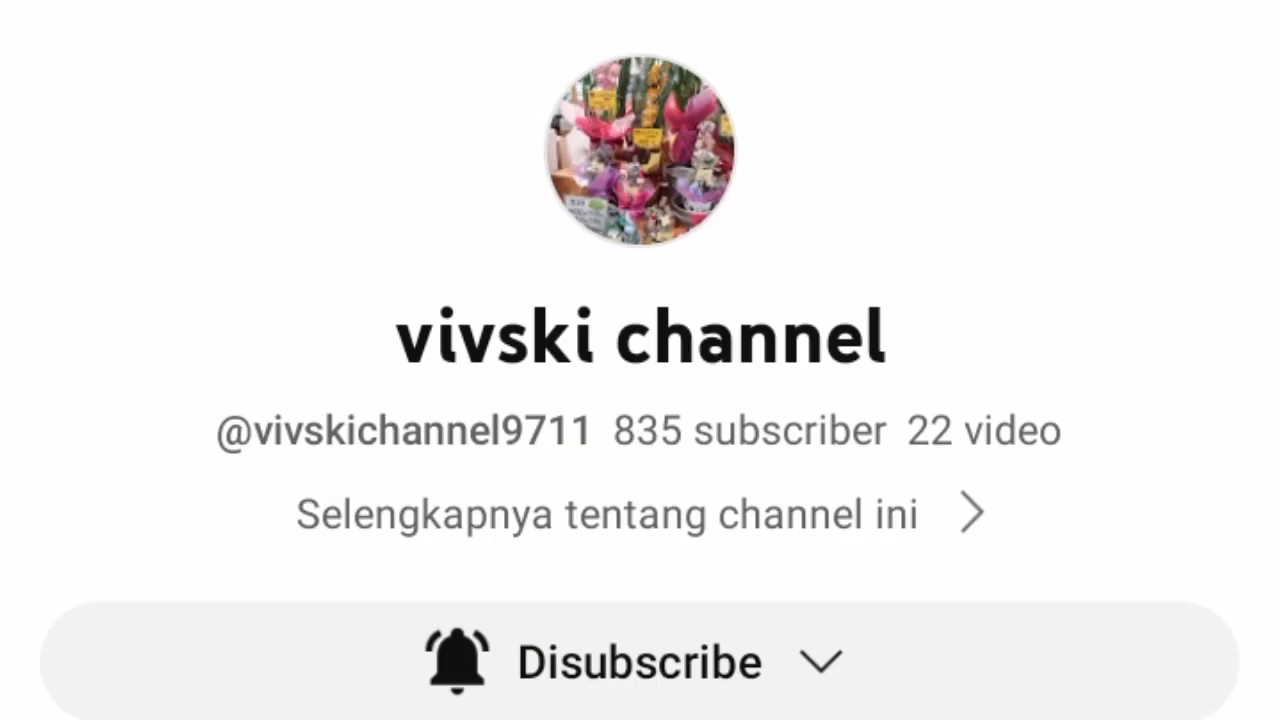 vivski channel
@vivskichannel9711 835 subscriber 22 video
Selengkapnya tentang channel ini
Disubscribe